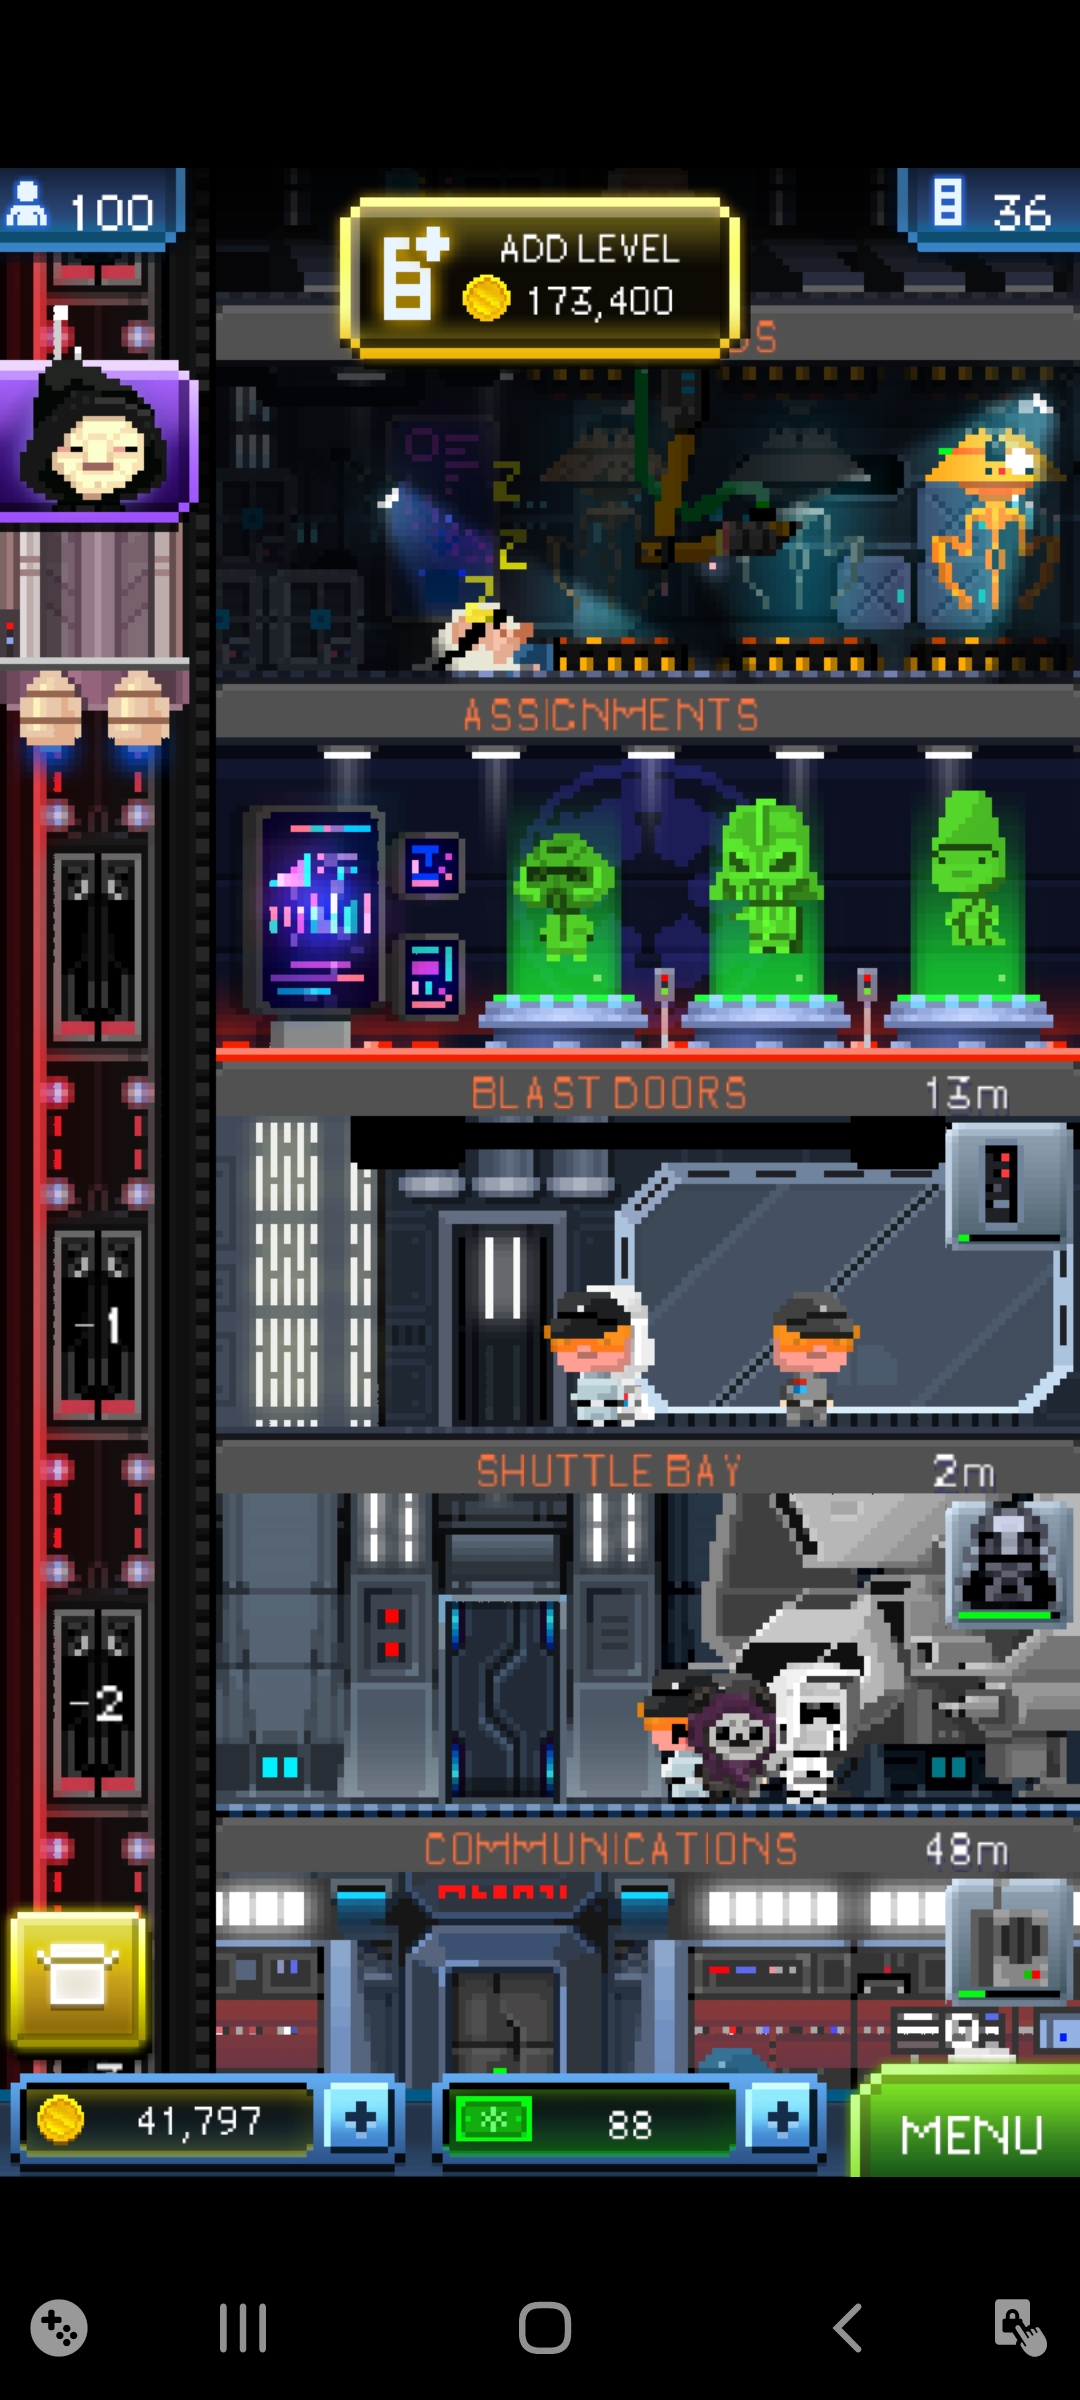 100
36
ADD LEVEL
173,400
DS
ASSIGNMENTS
BLAST DOORS 13m
-1
SHUTTLE BAY 2m
-2
COMMUNICATIONS 48m
41,797
88
MENU